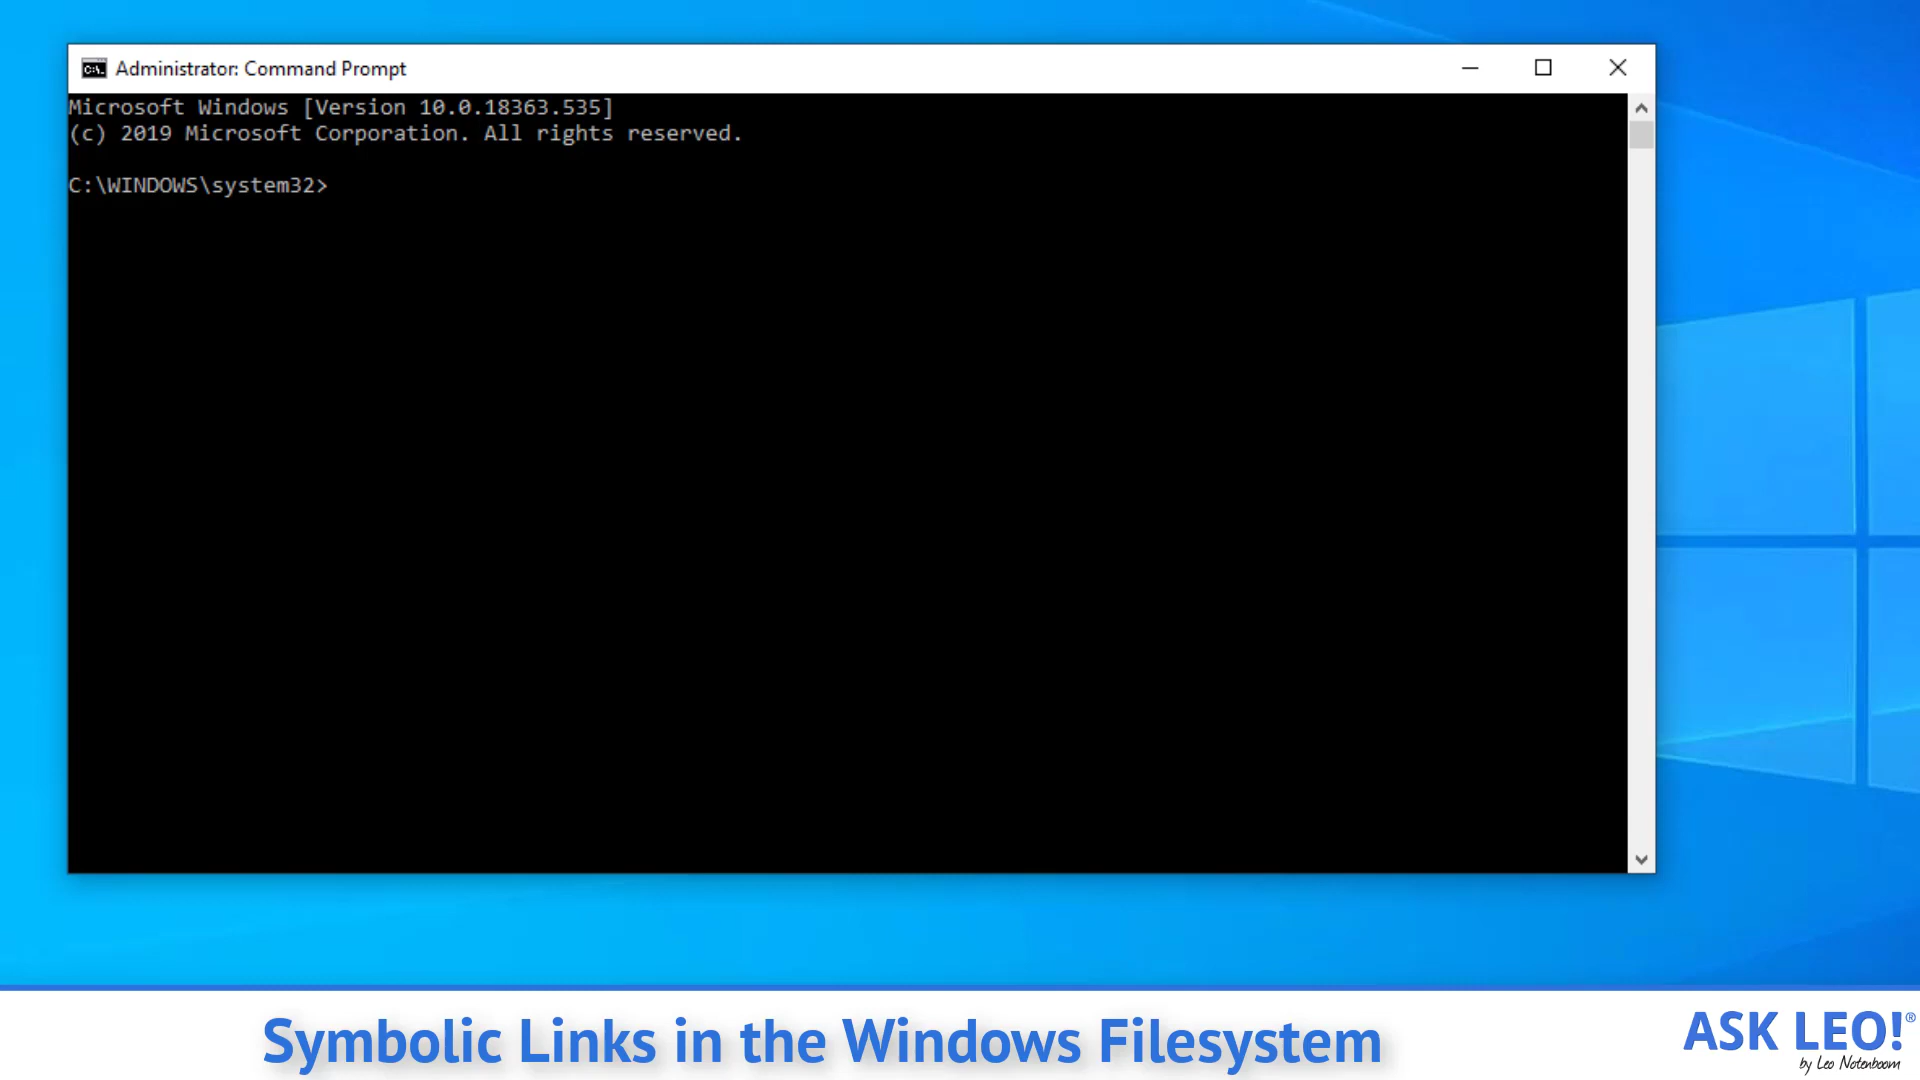 Administrator: Command Prompt
Microsoft Windows [Version 10.0.18363.535]
(c) 2019 Microsoft Corporation. All rights reserved.
C:\WINDOWS\system32>
Symbolic Links in the Windows Filesystem
ASK LEO!®
by Leo Notenboom